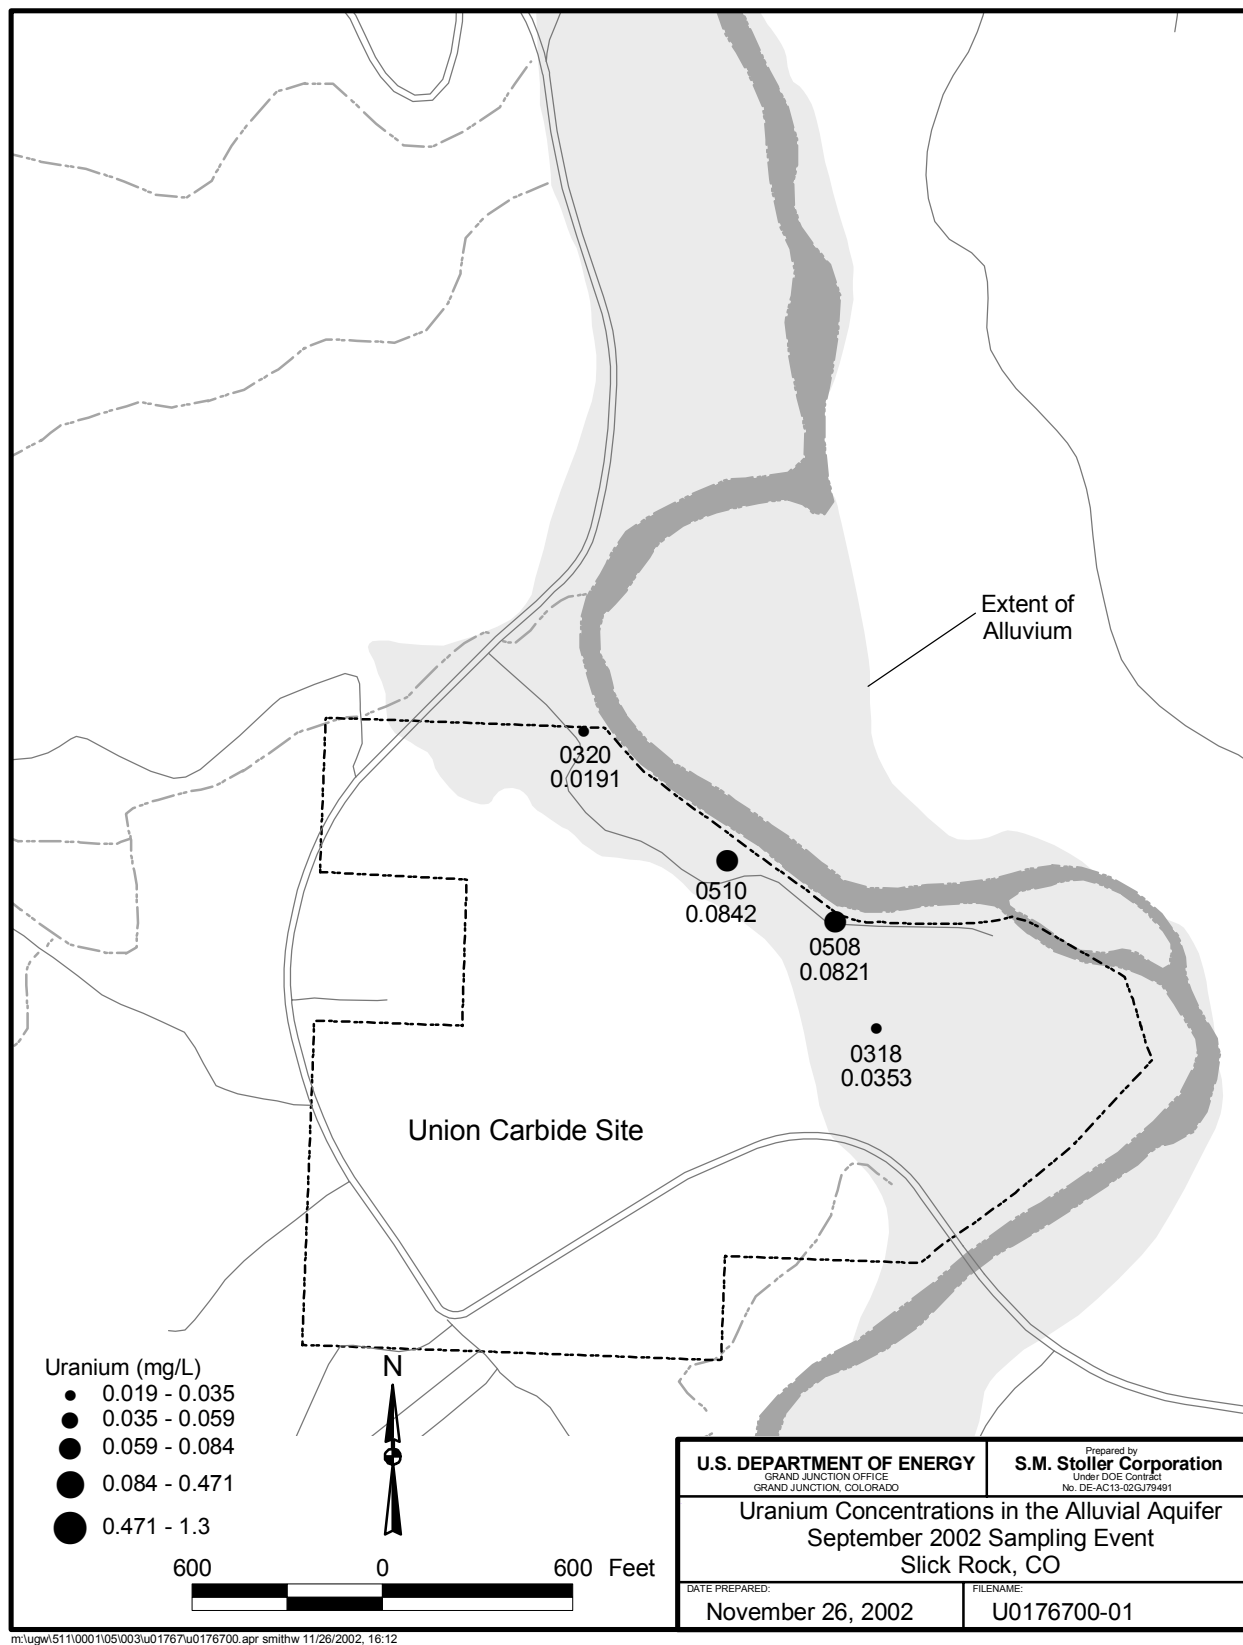 Extent of
Alluvium
0320
0.0191
0510
0.0842
0508
0.0821
0318
0.0353
Union Carbide Site
Uranium (mg/L)
0.019 - 0.035
0.035 - 0.059
0.059 - 0.084
0.084 - 0.471
0.471 - 1.3
N
600 0 600 Feet
U.S. DEPARTMENT OF ENERGY
GRAND JUNCTION OFFICE
GRAND JUNCTION, COLORADO
Prepared by
S.M. Stoller Corporation
Under DOE Contract
No. DE-AC13-02GJ79491
Uranium Concentrations in the Alluvial Aquifer
September 2002 Sampling Event
Slick Rock, CO
DATE PREPARED:
November 26, 2002
FILENAME:
U0176700-01
m:\ugw\511\0001\05\003\u01767\u0176700.apr smithw 11/26/2002, 16:12